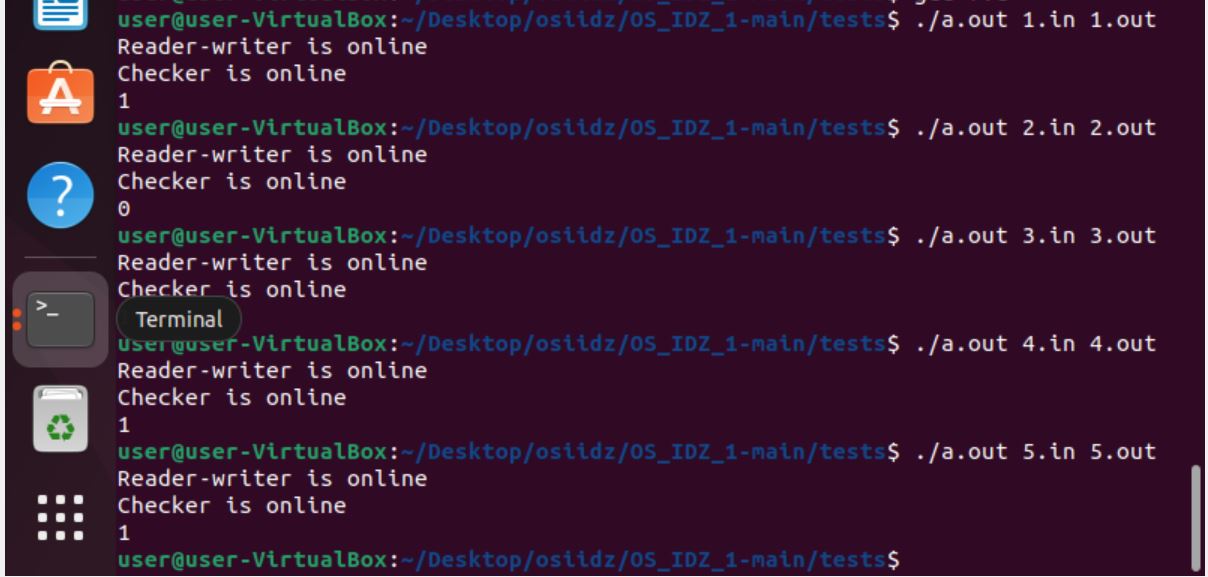 user@user-VirtualBox:~/Desktop/osiidz/OS_IDZ_1-main/tests$ ./a.out 1.in 1.out
Reader-writer is online
Checker is online
1
user@user-VirtualBox:~/Desktop/osiidz/OS_IDZ_1-main/tests$ ./a.out 2.in 2.out
Reader-writer is online
Checker is online
0
user@user-VirtualBox:~/Desktop/osiidz/OS_IDZ_1-main/tests$ ./a.out 3.in 3.out
Reader-writer is online
Checker is online
Terminal
user@user-VirtualBox:~/Desktop/osiidz/OS_IDZ_1-main/tests$ ./a.out 4.in 4.out
Reader-writer is online
Checker is online
1
user@user-VirtualBox:~/Desktop/osiidz/OS_IDZ_1-main/tests$ ./a.out 5.in 5.out
Reader-writer is online
Checker is online
1
user@user-VirtualBox:~/Desktop/osiidz/OS_IDZ_1-main/tests$